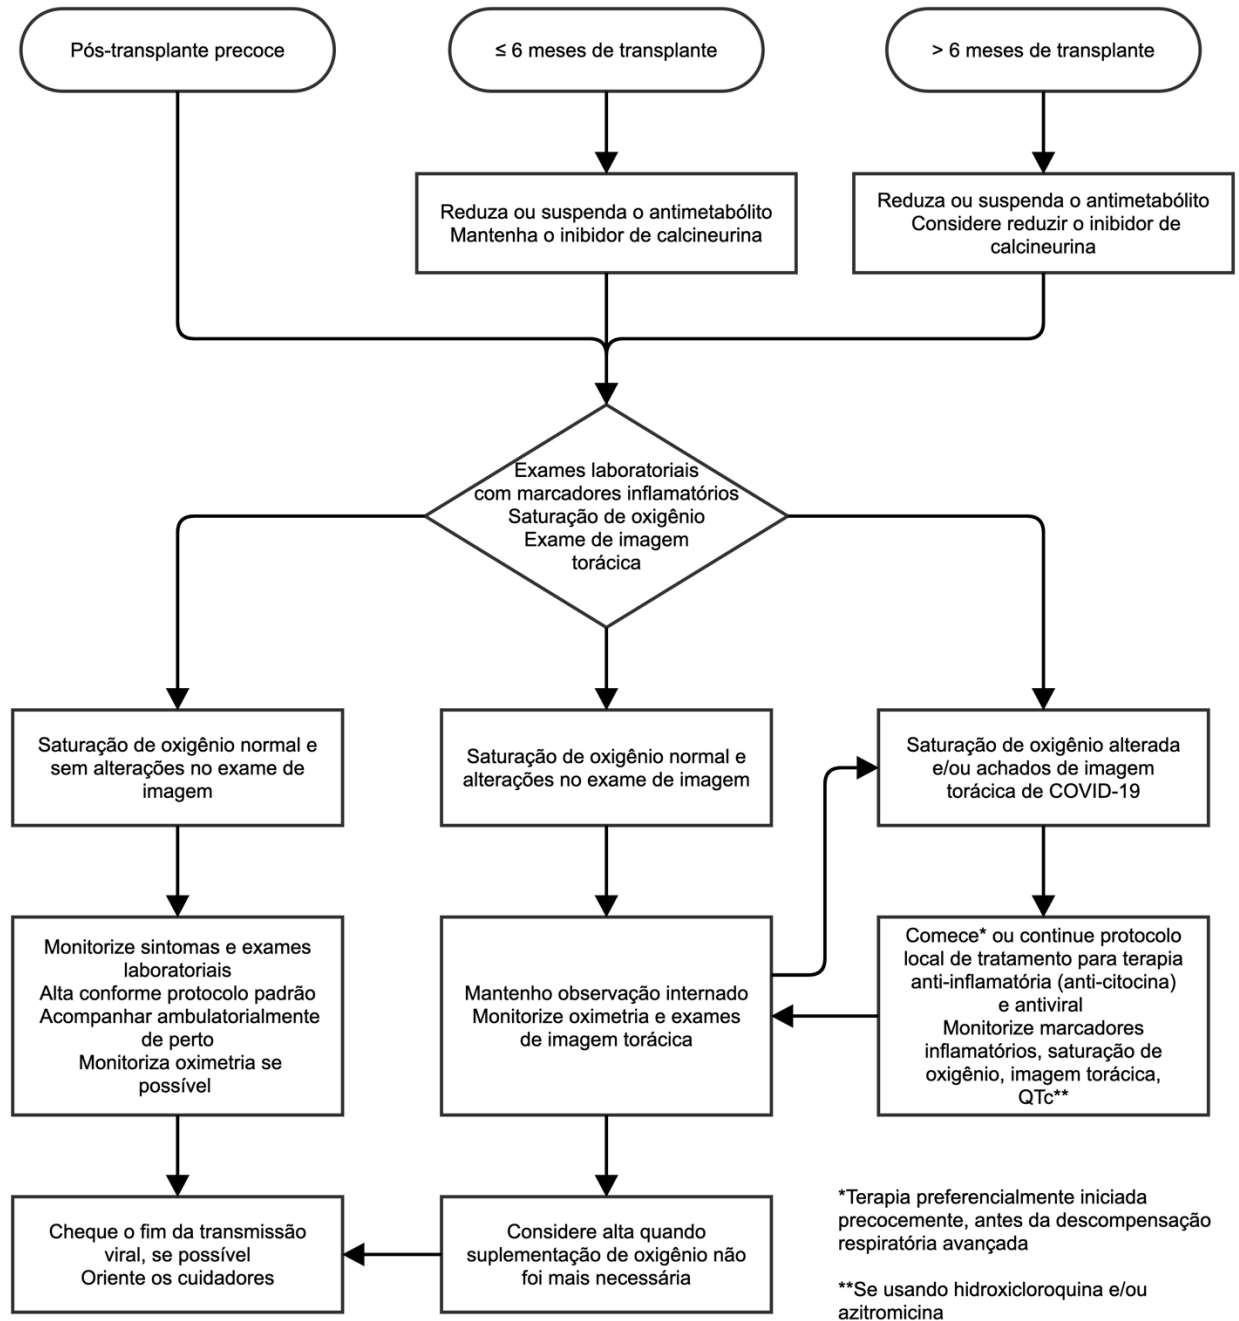 Pós-transplante precoce
≤ 6 meses de transplante
> 6 meses de transplante
Reduza ou suspenda o antimetabólito
Mantenha o inibidor de calcineurina
Reduza ou suspenda o antimetabólito
Considere reduzir o inibidor de
calcineurina
Exames laboratoriais
com marcadores inflamatórios
Saturação de oxigênio
Exame de imagem
torácica
Saturação de oxigênio normal e
sem alterações no exame de
imagem
Saturação de oxigênio normal e
alterações no exame de imagem
Saturação de oxigênio alterada
e/ou achados de imagem
torácica de COVID-19
Monitorize sintomas e exames
laboratoriais
Alta conforme protocolo padrão
Acompanhar ambulatorialmente
de perto
Monitoriza oximetria se
possível
Mantenho observação internado
Monitorize oximetria e exames
de imagem torácica
Comece* ou continue protocolo
local de tratamento para terapia
anti-inflamatória (anti-citocina)
e antiviral
Monitorize marcadores
inflamatórios, saturação de
oxigênio, imagem torácica,
QTc**
Cheque o fim da transmissão
viral, se possível
Oriente os cuidadores
Considere alta quando
suplementação de oxigênio não
foi mais necessária
*Terapia preferencialmente iniciada
precocemente, antes da descompensação
respiratória avançada
**Se usando hidroxicloroquina e/ou
azitromicina